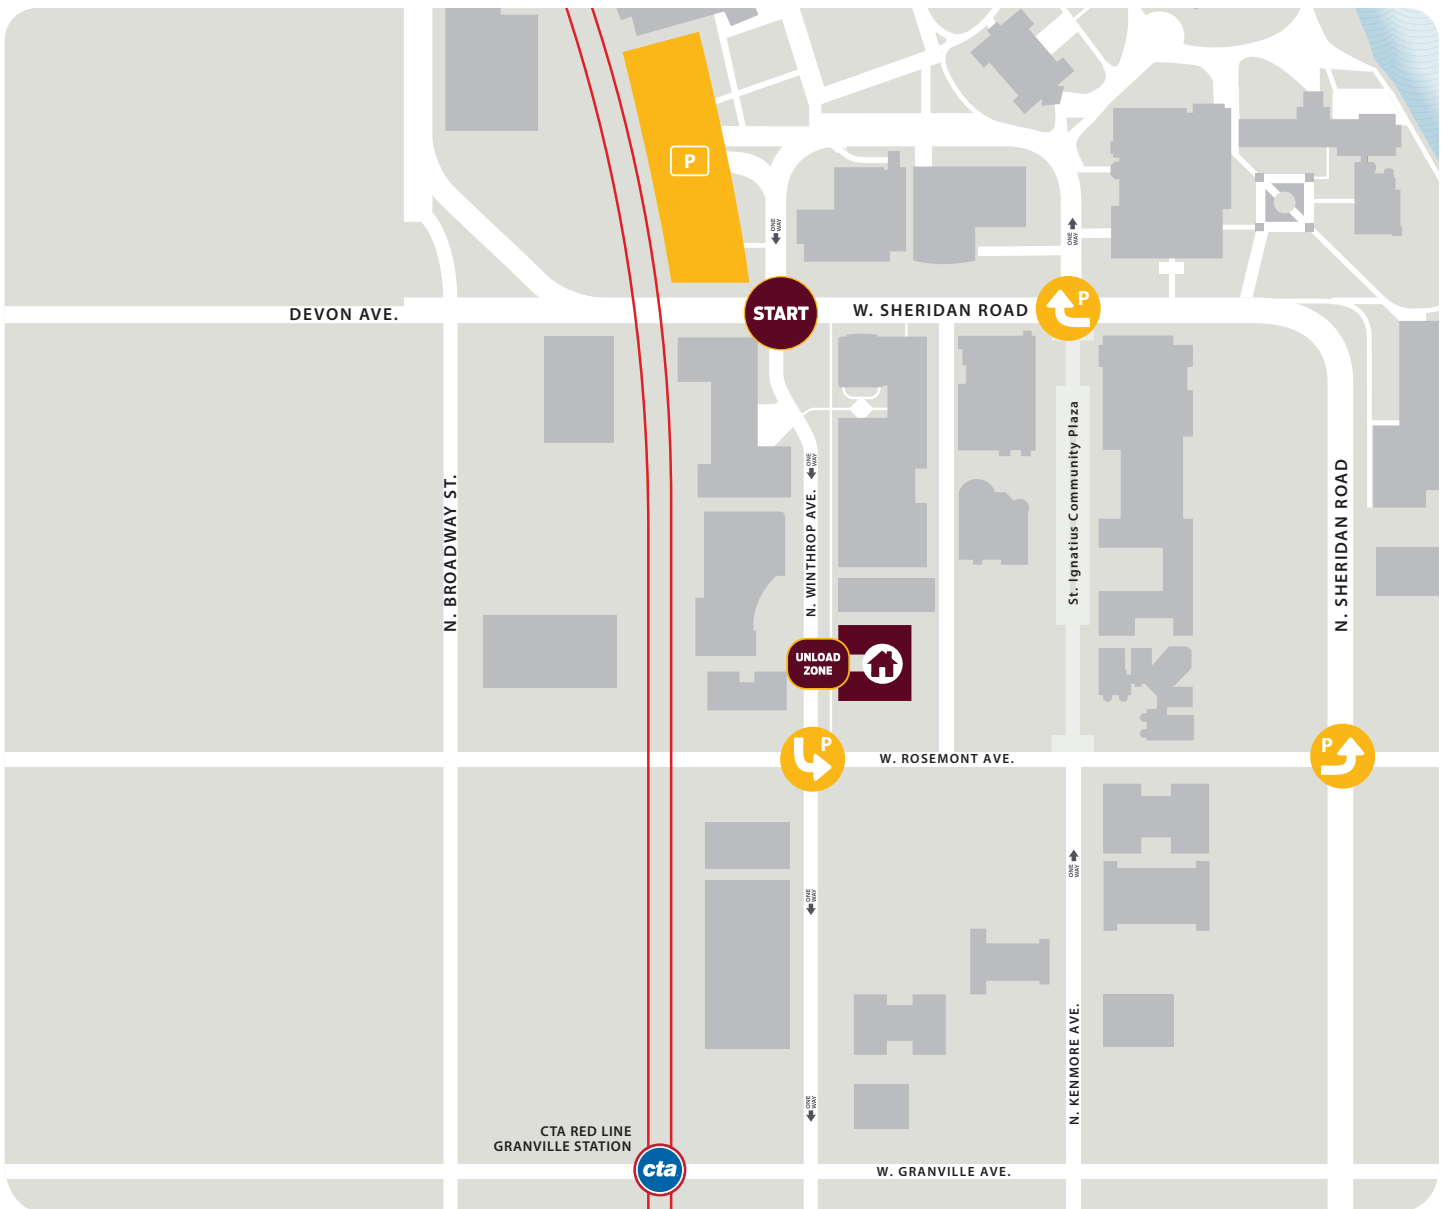 P
ONE
WAY
ONE
WAY
P
DEVON AVE.
START
W. SHERIDAN ROAD
ONE
WAY
St. Ignatius Community Plaza
N. BROADWAY ST.
N. WINTHROP AVE.
N. SHERIDAN ROAD
UNLOAD
ZONE
P
P
W. ROSEMONT AVE.
ONE
WAY
ONE
WAY
N. KENMORE AVE.
ONE
WAY
CTA RED LINE
GRANVILLE STATION
cta
W. GRANVILLE AVE.